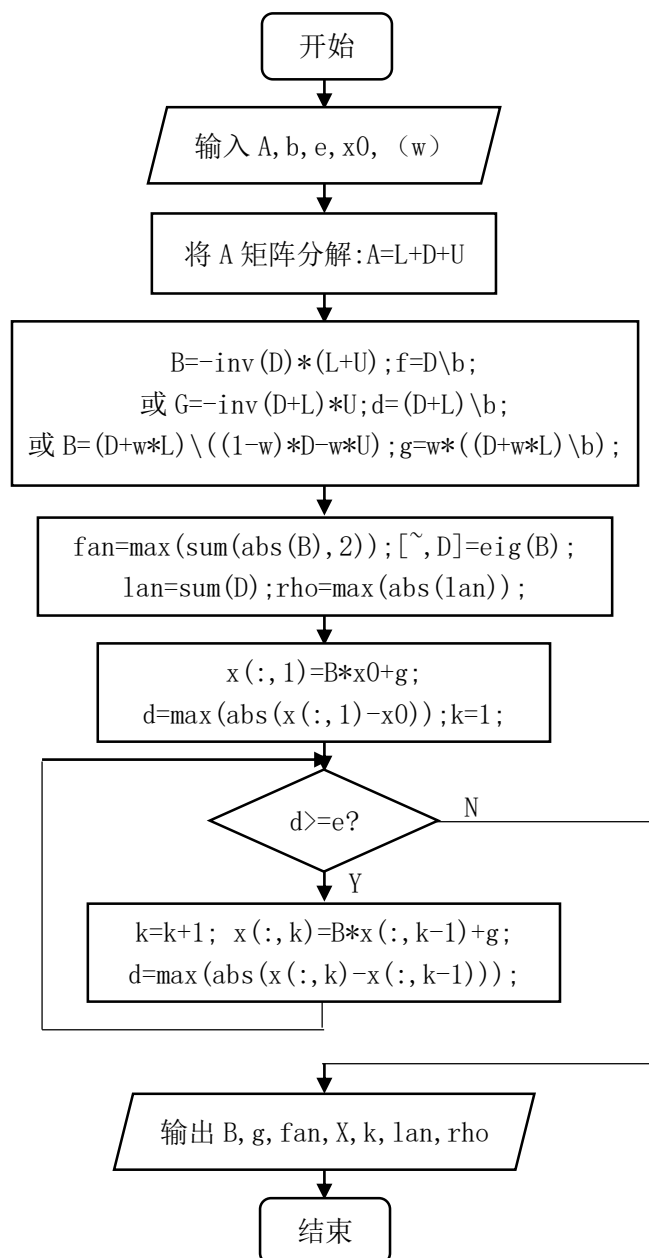 开始
输入 A,b,e,x0,（w）
将 A 矩阵分解:A=L+D+U
B=-inv(D)*(L+U);f=D\b;
或 G=-inv(D+L)*U;d=(D+L)\b;
或 B=(D+w*L)\((1-w)*D-w*U);g=w*((D+w*L)\b);
fan=max(sum(abs(B),2));[~,D]=eig(B);
lan=sum(D);rho=max(abs(lan));
x(:,1)=B*x0+g;
d=max(abs(x(:,1)-x0));k=1;
d>=e?
N
Y
k=k+1; x(:,k)=B*x(:,k-1)+g;
d=max(abs(x(:,k)-x(:,k-1)));
输出 B,g,fan,X,k,lan,rho
结束